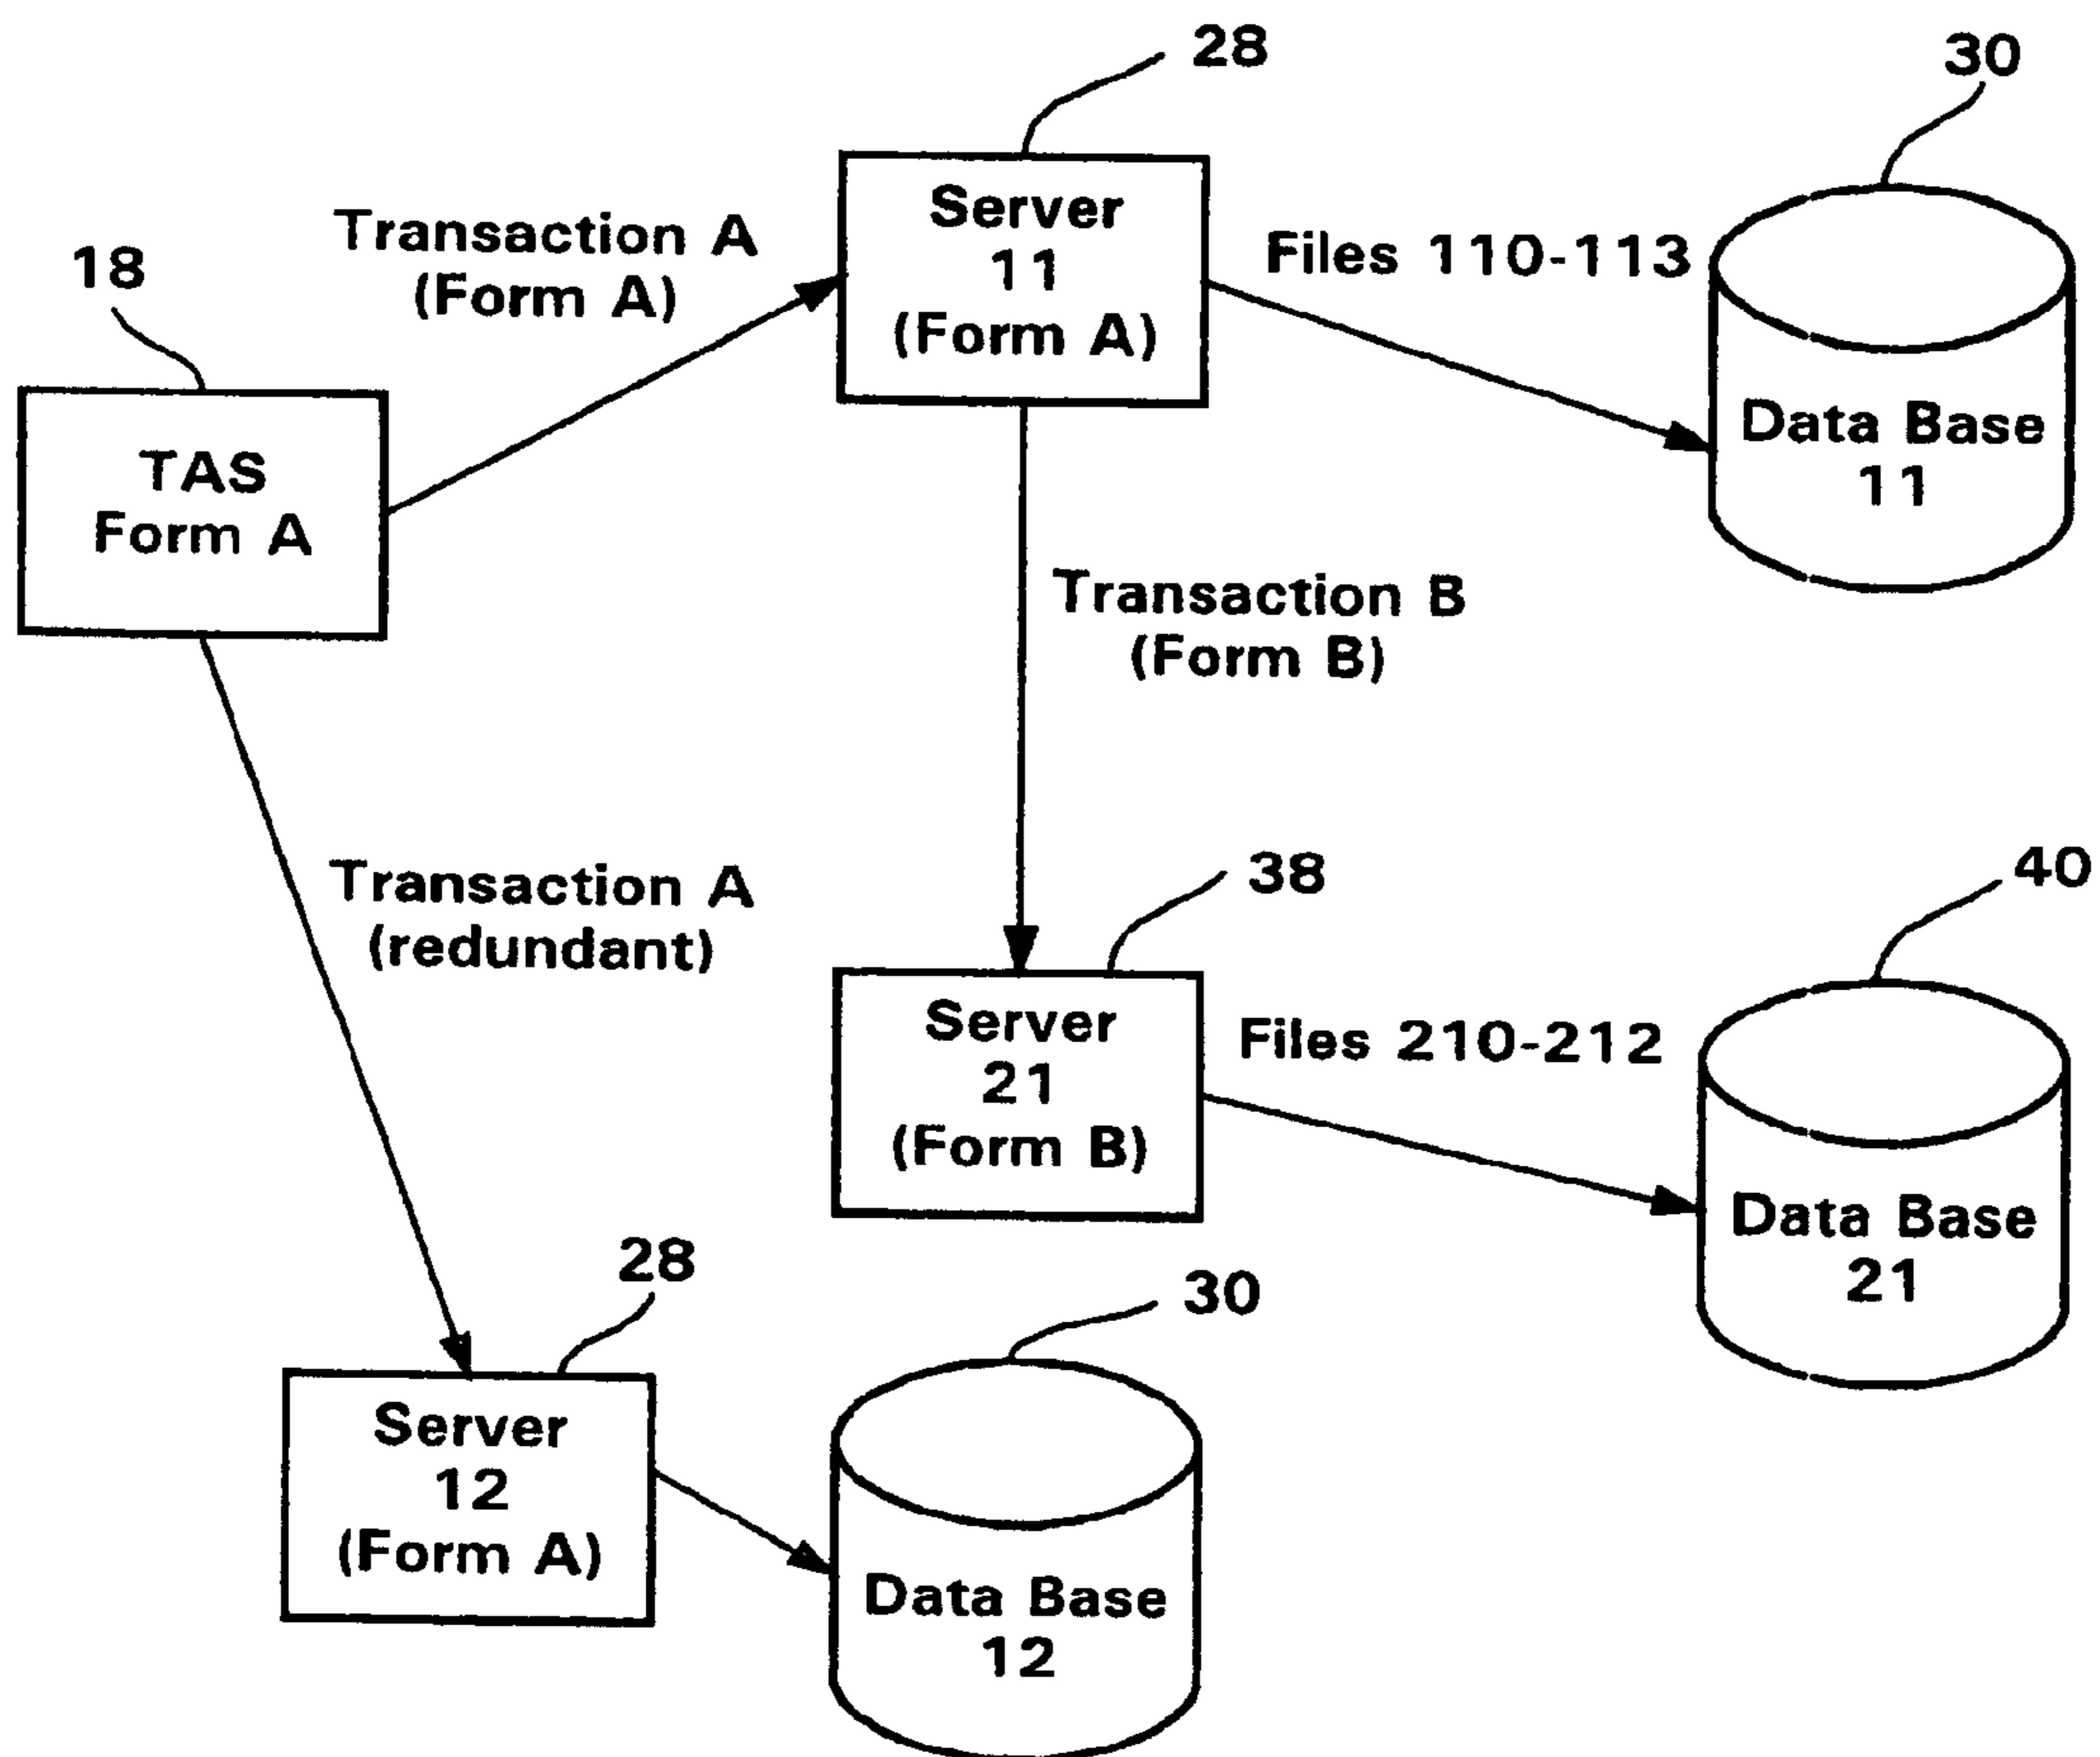 28
30
18
Transaction A
(Form A)
Server
11
(Form A)
Files 110-113
Data Base
11
TAS
Form A
Transaction B
(Form B)
Transaction A
(redundant)
38
40
Server
21
(Form B)
Files 210-212
Data Base
21
28
30
Server
12
(Form A)
Data Base
12